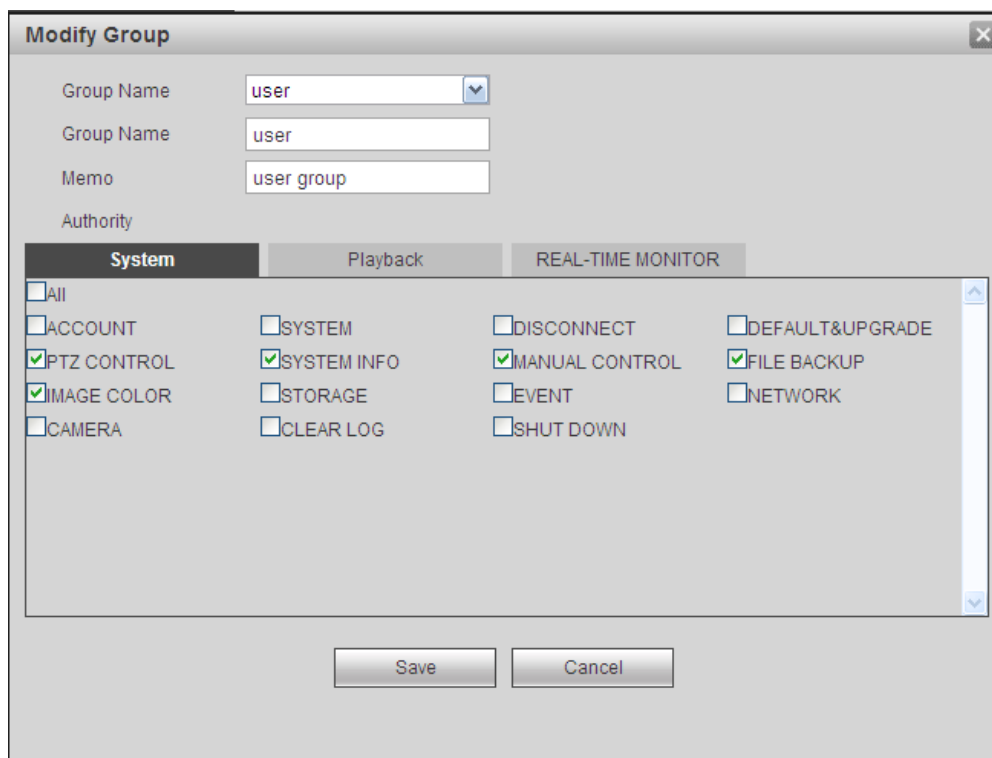 Modify Group
Group Name user
Group Name user
Memo user group
Authority
System Playback REAL-TIME MONITOR
All
ACCOUNT SYSTEM DISCONNECT DEFAULT&UPGRADE
PTZ CONTROL SYSTEM INFO MANUAL CONTROL FILE BACKUP
IMAGE COLOR STORAGE EVENT NETWORK
CAMERA CLEAR LOG SHUT DOWN
Save Cancel